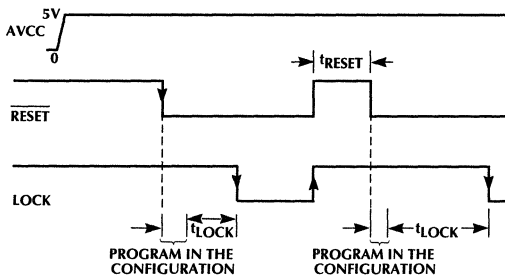 5V
AVCC
0
tRESET
RESET
LOCK
tLOCK
tLOCK
PROGRAM IN THE
CONFIGURATION
PROGRAM IN THE
CONFIGURATION